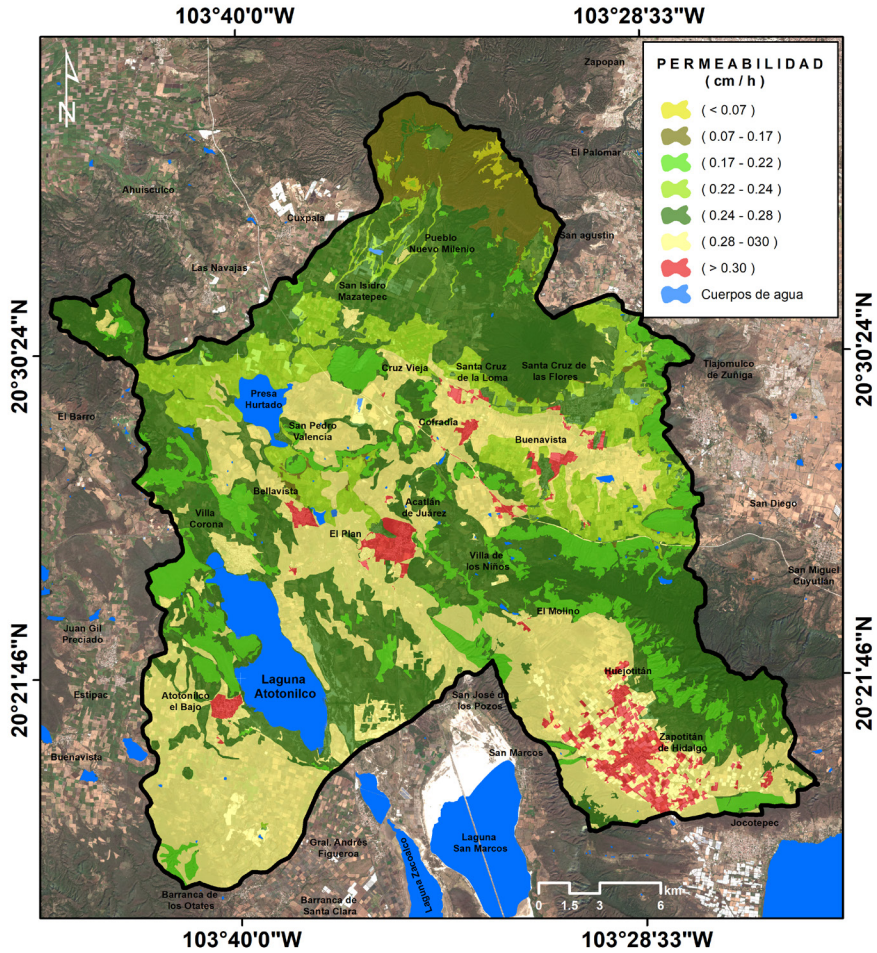 103°40'0"W
103°28'33"W
N
PERMEABILIDAD
( cm / h )
( < 0.07 )
( 0.07 - 0.17 )
( 0.17 - 0.22 )
( 0.22 - 0.24 )
( 0.24 - 0.28 )
( 0.28 - 030 )
( > 0.30 )
Cuerpos de agua
Zapopan
El Palomar
Ahuisculco
Cuxpala
San agustin
Pueblo
Nuevo Milenio
Las Navajas
San Isidro
Mazatepec
20°30'24"N
20°30'24"N
Cruz Vieja
Santa Cruz
de la Loma
Santa Cruz de
las Flores
Tlajomulco
de Zuñiga
Presa
Hurtado
El Barro
San Pedro
Valencia
Cofradia
Buenavista
Bellavista
Villa
Corona
Acatlán
de Juárez
San Diego
El Plan
Villa de
los Niños
San Miguel
Cuyutlán
El Molino
Juan Gil
Preciado
20°21'46"N
20°21'46"N
Huejotitán
Laguna
Atotonilco
Estipac
Atotonilco
el Bajo
San José d
los Pozos
Zapotitán
de Hidalgo
Buenavista
San Marcos
Jocotepec
Gral. Andrés
Figueroa
Laguna
San Marcos
Laguna Zacoalco
Barranca de
los Otates
Barranca de
Santa Clara
km
0 1.5 3 6
103°40'0"W
103°28'33"W